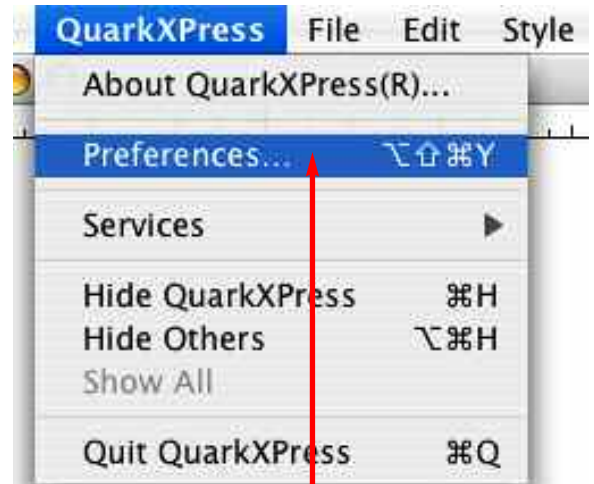 QuarkXPress File Edit Style
About QuarkXPress(R)...
Preferences... ⌥⇧⌘Y
Services ▶
Hide QuarkXPress ⌘H
Hide Others ⌥⌘H
Show All
Quit QuarkXPress ⌘Q